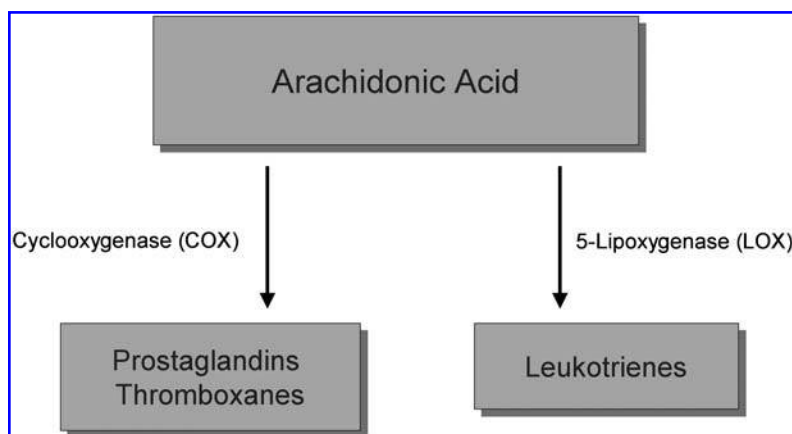 Arachidonic Acid
Cyclooxygenase (COX)
5-Lipoxygenase (LOX)
Prostaglandins
Thromboxanes
Leukotrienes